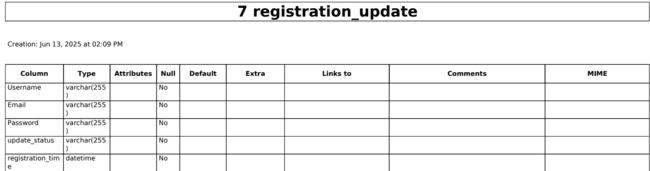 7 registration_update
Creation: Jun 13, 2025 at 02:09 PM
Column Type Attributes Null Default Extra Links to Comments MIME
Username varchar(255 No
)
Email varchar(255 No
)
Password varchar(255 No
)
update_status varchar(255 No
)
registration_tim datetime No
e